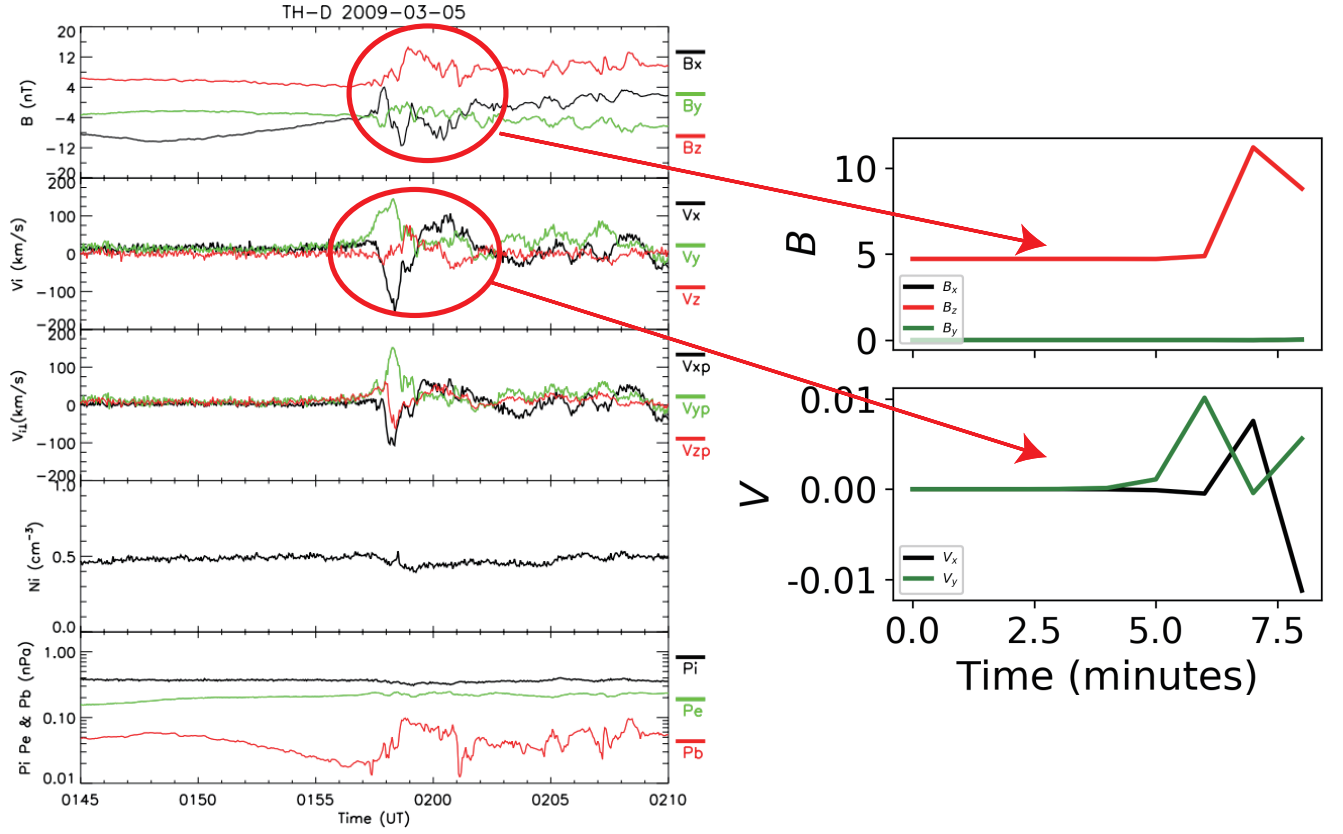 TH-D 2009-03-05
20
12
4
-4
-12
-20
B (nT)
Bx
By
Bz
200
100
0
-100
-200
Vi (km/s)
Vx
Vy
Vz
200
100
0
-100
-200
Vi⊥(km/s)
Vxp
Vyp
Vzp
1.0
0.5
0.0
Ni (cm⁻³)
1.00
0.10
0.01
Pi Pe & Pb (nPa)
Pi
Pe
Pb
0145 0150 0155 0200 0205 0210
Time (UT)
10
5
0
B
Bx
Bz
By
0.01
0.00
-0.01
V
Vx
Vy
0.0 2.5 5.0 7.5
Time (minutes)